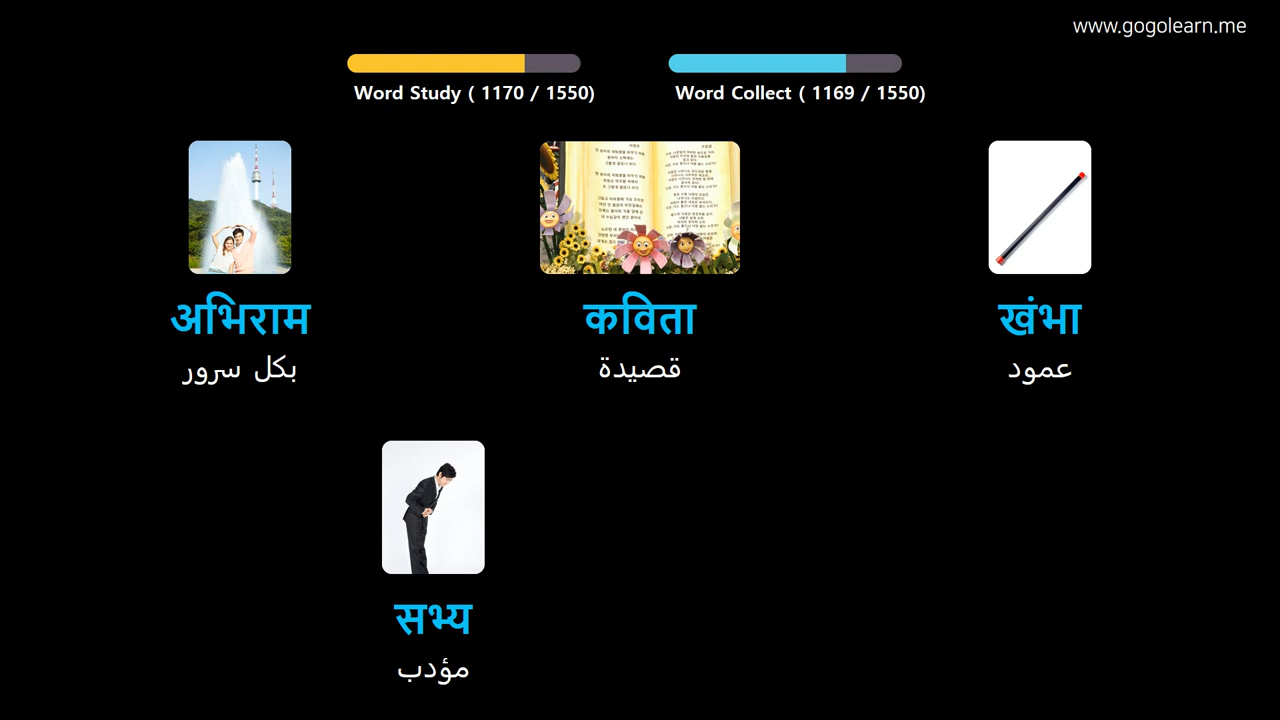 www.gogolearn.me
Word Study ( 1170 / 1550)
Word Collect ( 1169 / 1550)
अभिराम
بكل سرور
कविता
قصيدة
खंभा
عمود
सभ्य
مؤدب